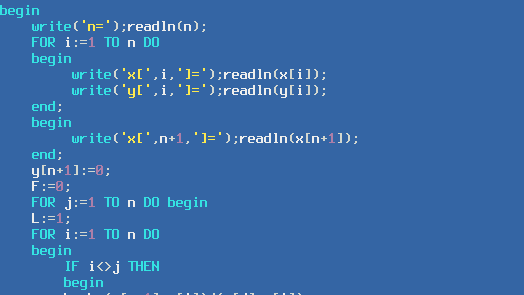 begin
write('n=');readln(n);
FOR i:=1 TO n DO
begin
write('x[',i,']=');readln(x[i]);
write('y[',i,']=');readln(y[i]);
end;
begin
write('x[',n+1,']=');readln(x[n+1]);
end;
y[n+1]:=0;
F:=0;
FOR j:=1 TO n DO begin
L:=1;
FOR i:=1 TO n DO
begin
IF i<>j THEN
begin